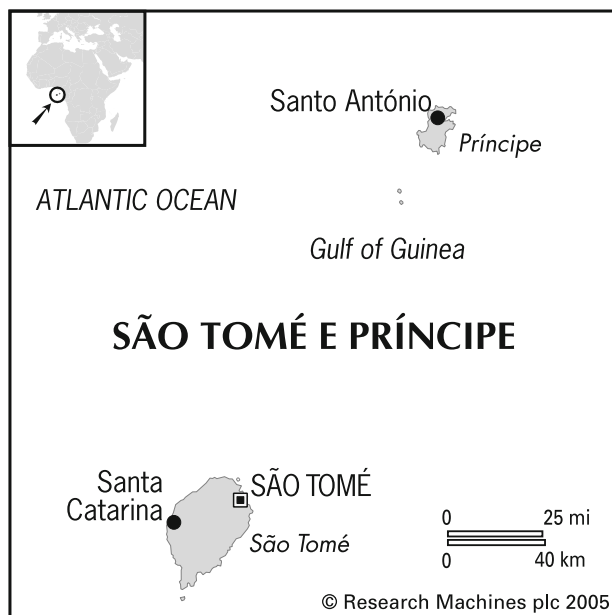 Santo António
Príncipe
ATLANTIC OCEAN
Gulf of Guinea
SÃO TOMÉ E PRÍNCIPE
Santa
Catarina
SÃO TOMÉ
São Tomé
0 25 mi
0 40 km
© Research Machines plc 2005